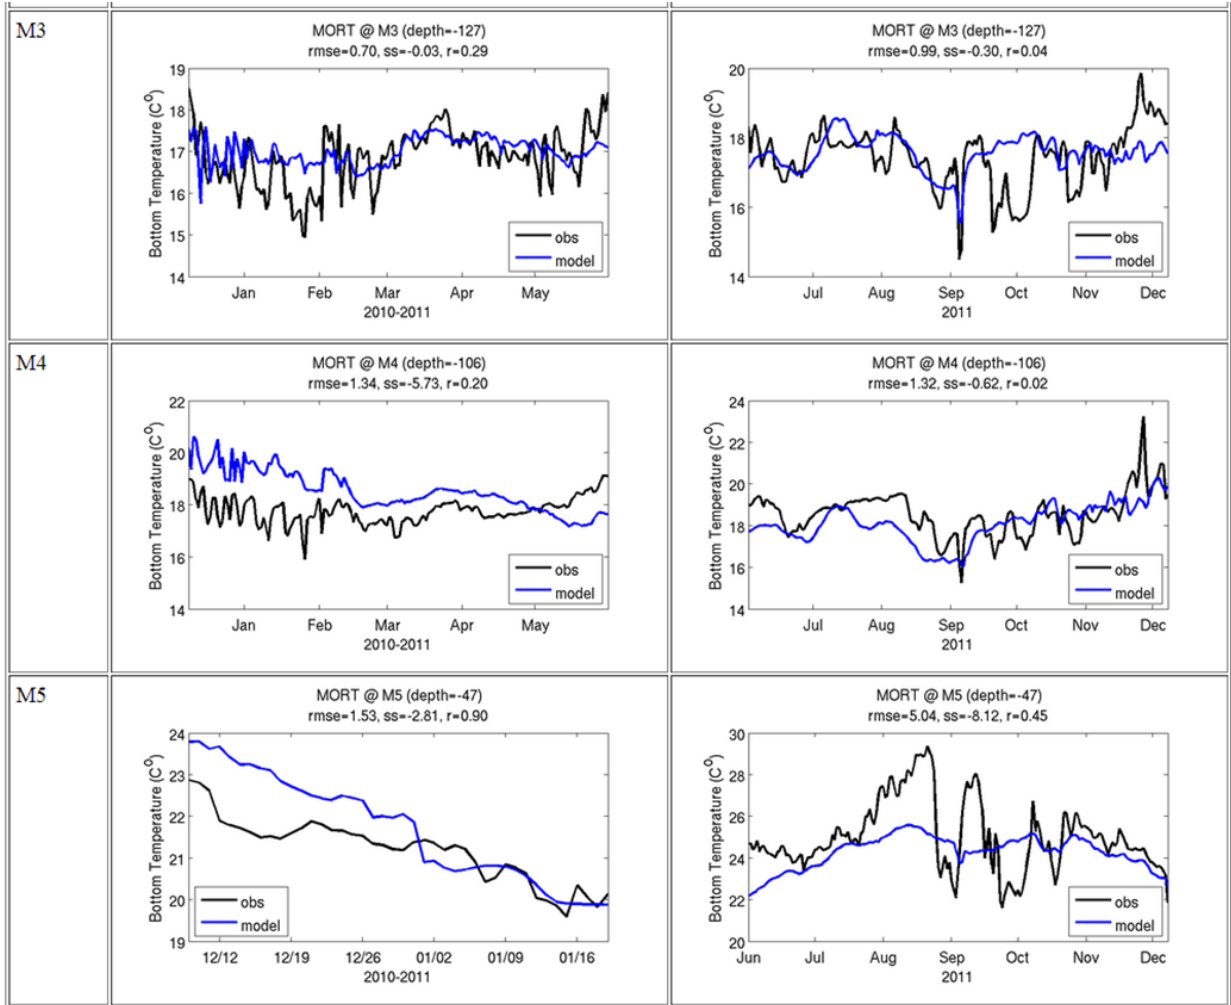 M3
MORT @ M3 (depth=-127)
rmse=0.70, ss=-0.03, r=0.29
Bottom Temperature (C°)
19
18
17
16
15
14
obs
model
Jan Feb Mar Apr May
2010-2011
MORT @ M3 (depth=-127)
rmse=0.99, ss=-0.30, r=0.04
Bottom Temperature (C°)
20
18
16
14
obs
model
Jul Aug Sep Oct Nov Dec
2011
M4
MORT @ M4 (depth=-106)
rmse=1.34, ss=-5.73, r=0.20
Bottom Temperature (C°)
22
20
18
16
14
obs
model
Jan Feb Mar Apr May
2010-2011
MORT @ M4 (depth=-106)
rmse=1.32, ss=-0.62, r=0.02
Bottom Temperature (C°)
24
22
20
18
16
14
obs
model
Jul Aug Sep Oct Nov Dec
2011
M5
MORT @ M5 (depth=-47)
rmse=1.53, ss=-2.81, r=0.90
Bottom Temperature (C°)
24
23
22
21
20
19
obs
model
12/12 12/19 12/26 01/02 01/09 01/16
2010-2011
MORT @ M5 (depth=-47)
rmse=5.04, ss=-8.12, r=0.45
Bottom Temperature (C°)
30
28
26
24
22
20
obs
model
Jun Jul Aug Sep Oct Nov Dec
2011